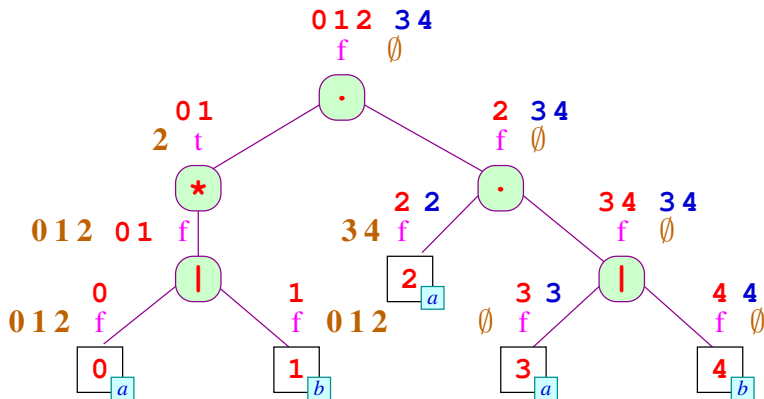 0 1 2 3 4
f ∅
.
0 1 2 3 4
2 t f ∅
* .
2 2 3 4 3 4
0 1 2 0 1 f 3 4 f f ∅
| 2 a |
0 1 3 3 4 4
0 1 2 f f 0 1 2 ∅ f f ∅
0 a 1 b 3 a 4 b